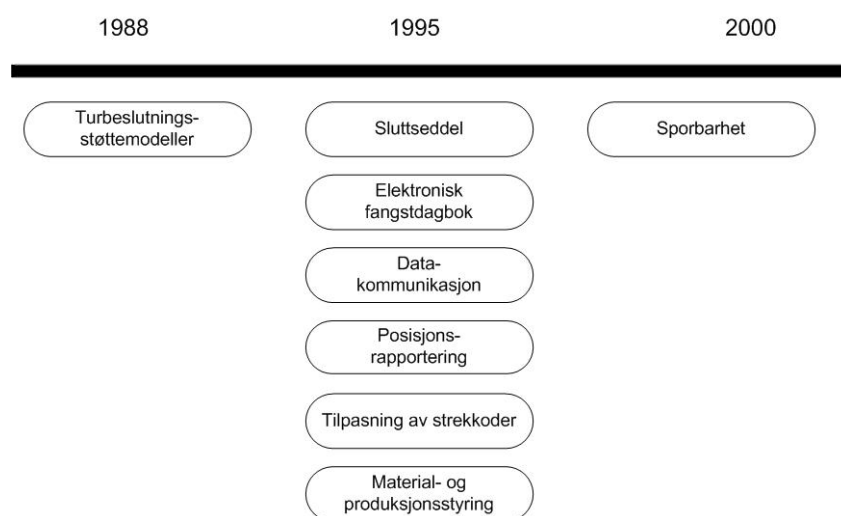 1988
1995
2000
Turbeslutnings-
støttemodeller
Sluttseddel
Sporbarhet
Elektronisk
fangstdagbok
Data-
kommunikasjon
Posisjons-
rapportering
Tilpasning av strekkoder
Material- og
produksjonsstyring